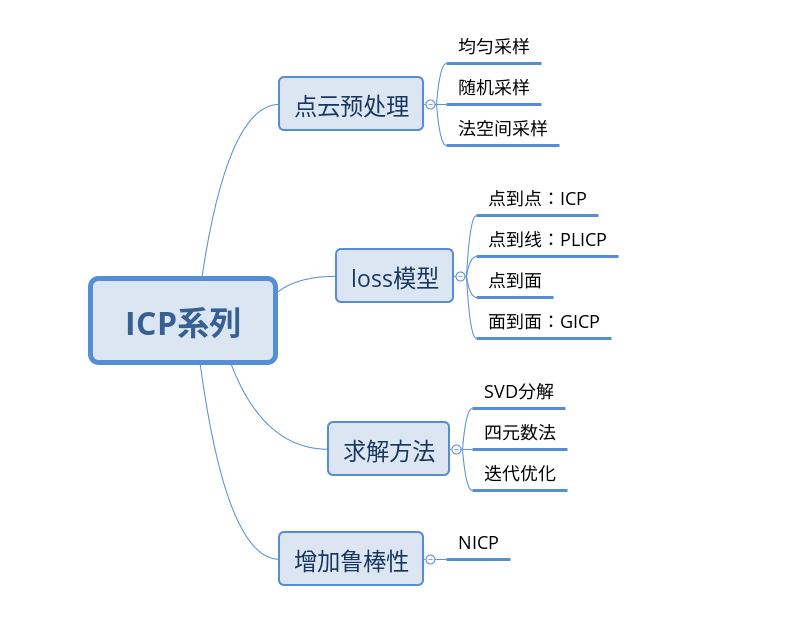 ICP系列
点云预处理
均匀采样
随机采样
法空间采样
loss模型
点到点：ICP
点到线：PLICP
点到面
面到面：GICP
求解方法
SVD分解
四元数法
迭代优化
增加鲁棒性
NICP